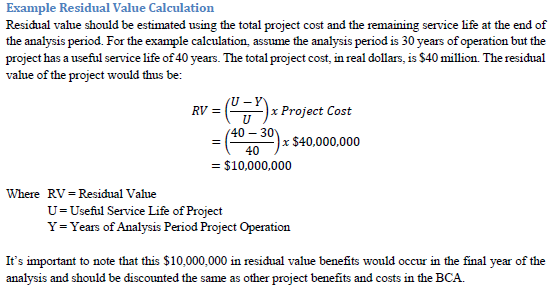 Example Residual Value Calculation
Residual value should be estimated using the total project cost and the remaining service life at the end of
the analysis period. For the example calculation, assume the analysis period is 30 years of operation but the
project has a useful service life of 40 years. The total project cost, in real dollars, is $40 million. The residual
value of the project would thus be:
RV = ( (U − Y) / U ) x Project Cost
= ( (40 − 30) / 40 ) x $40,000,000
= $10,000,000
Where RV = Residual Value
U = Useful Service Life of Project
Y = Years of Analysis Period Project Operation
It's important to note that this $10,000,000 in residual value benefits would occur in the final year of the
analysis and should be discounted the same as other project benefits and costs in the BCA.